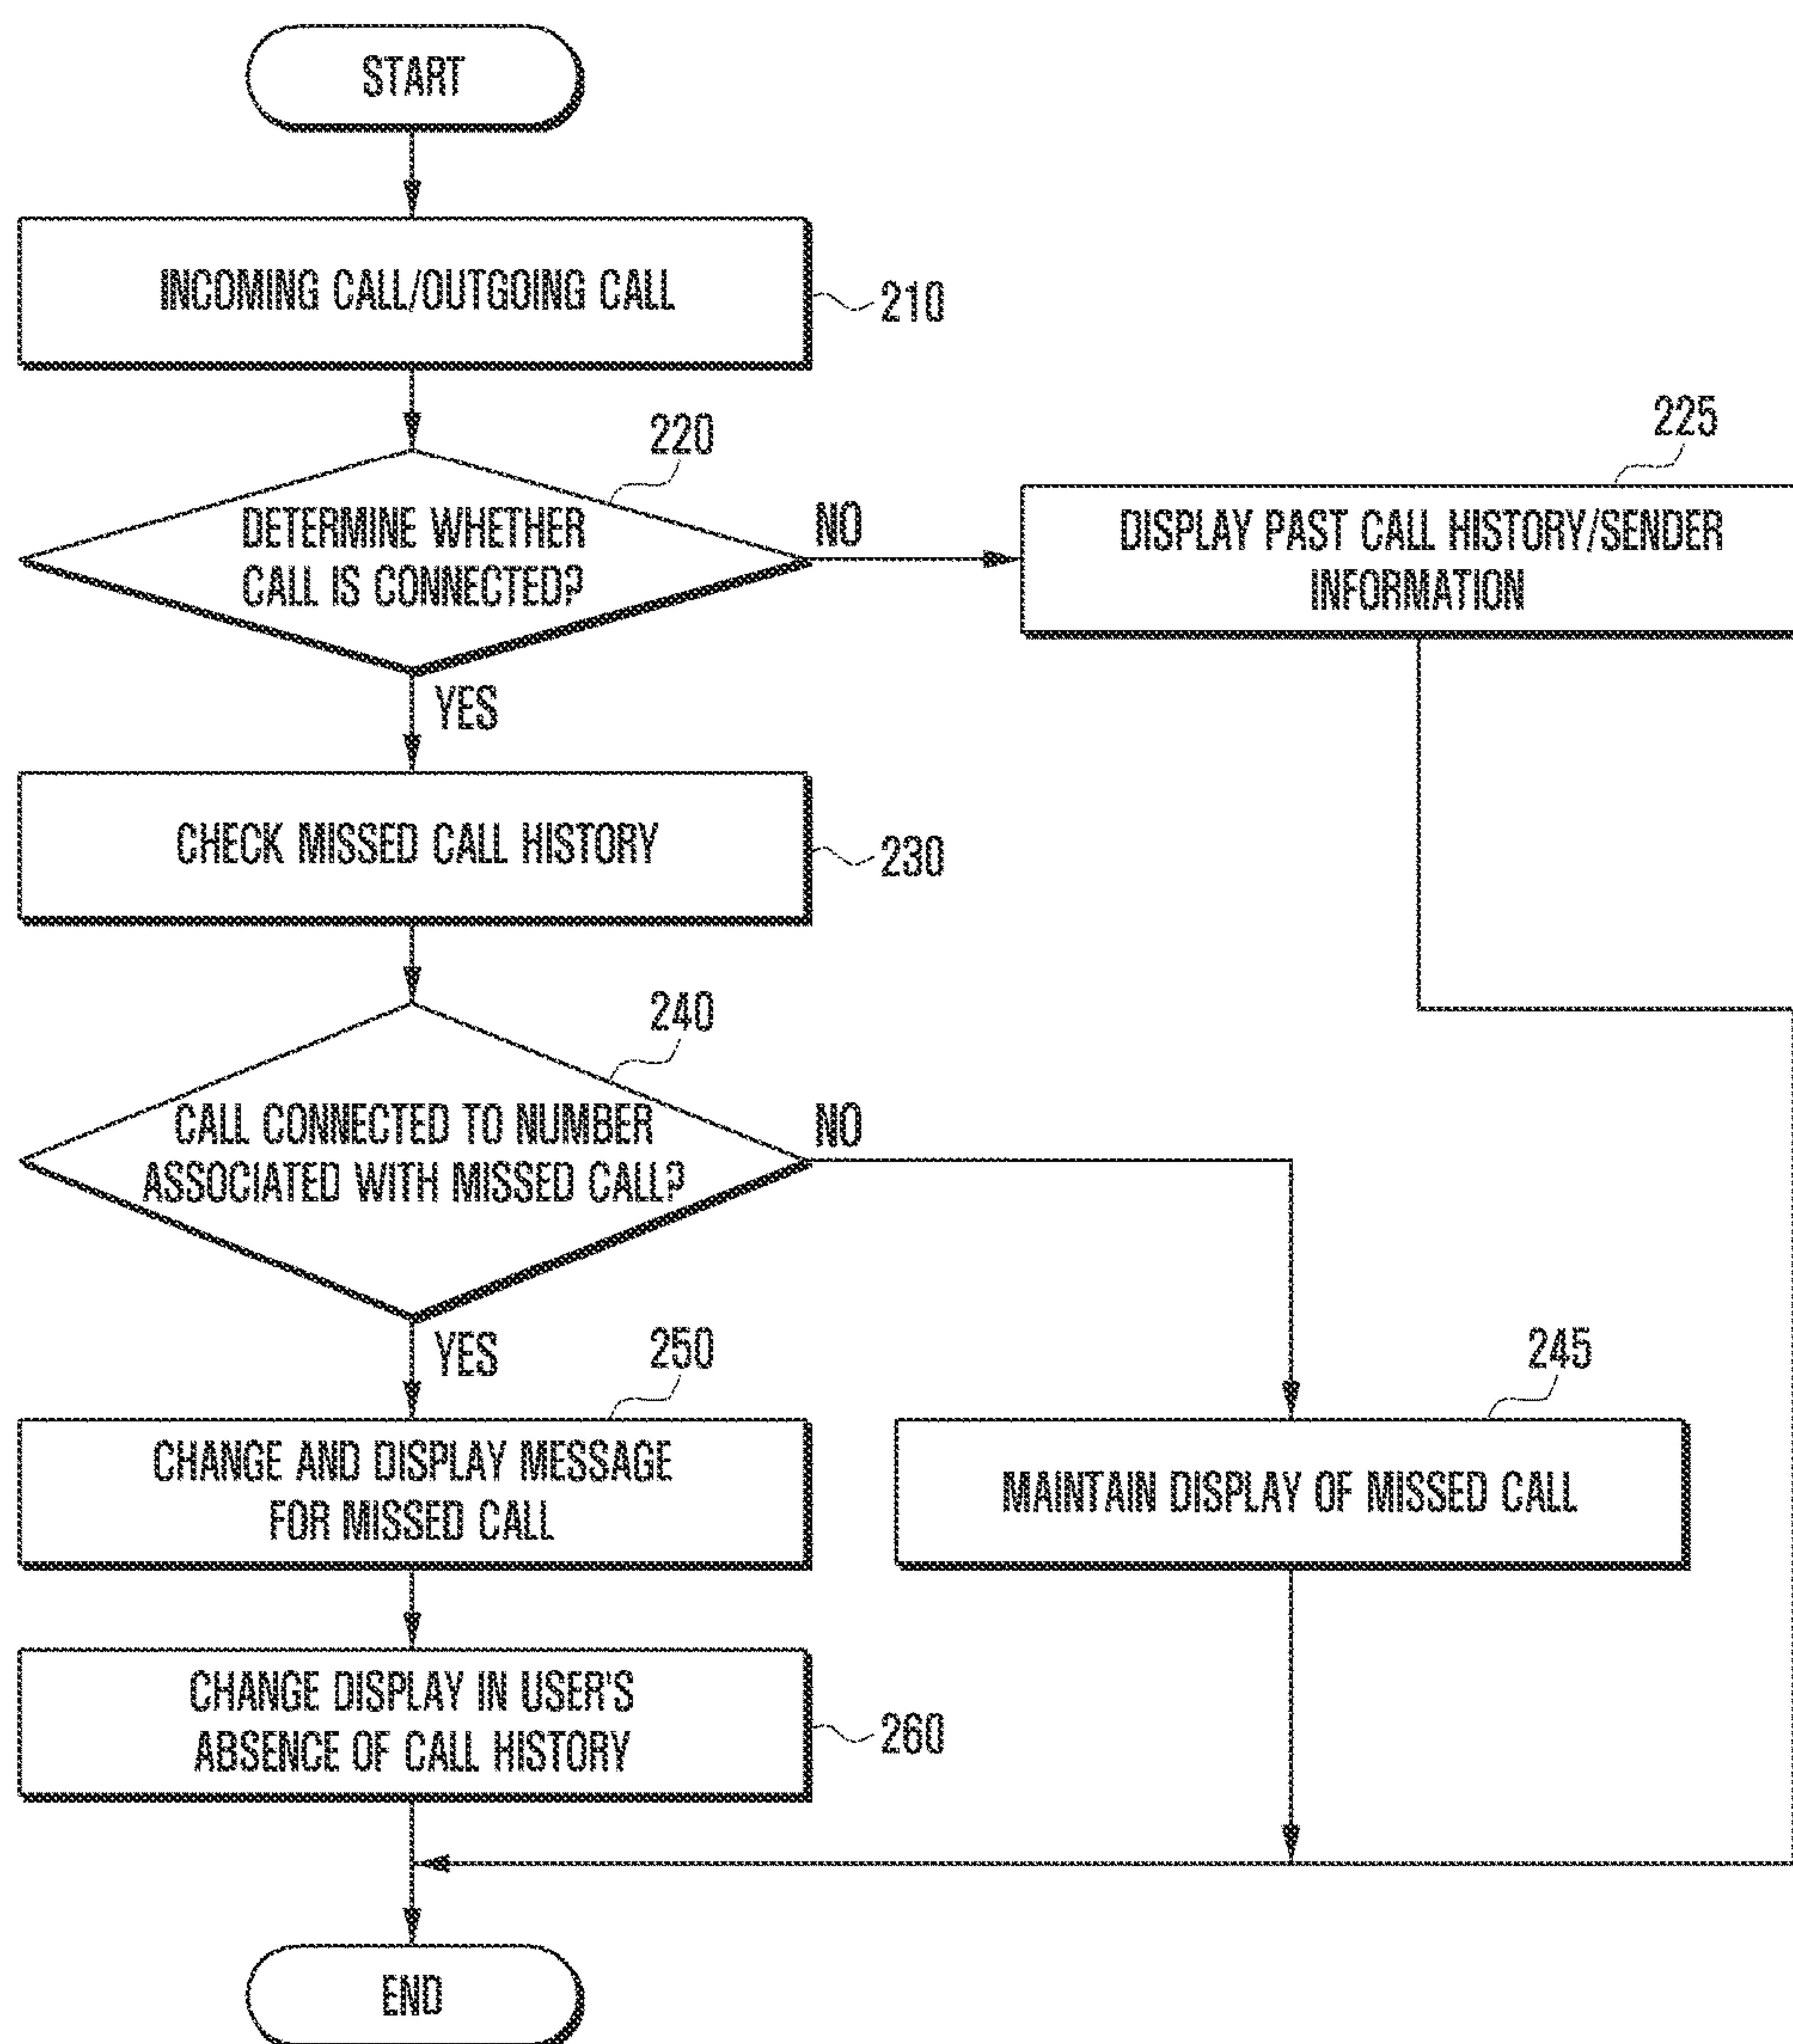 START
INCOMING CALL/OUTGOING CALL
210
220
DETERMINE WHETHER
CALL IS CONNECTED?
NO
YES
225
DISPLAY PAST CALL HISTORY/SENDER
INFORMATION
CHECK MISSED CALL HISTORY
230
240
CALL CONNECTED TO NUMBER
ASSOCIATED WITH MISSED CALL?
NO
YES
250
CHANGE AND DISPLAY MESSAGE
FOR MISSED CALL
245
MAINTAIN DISPLAY OF MISSED CALL
CHANGE DISPLAY IN USER'S
ABSENCE OF CALL HISTORY
260
END